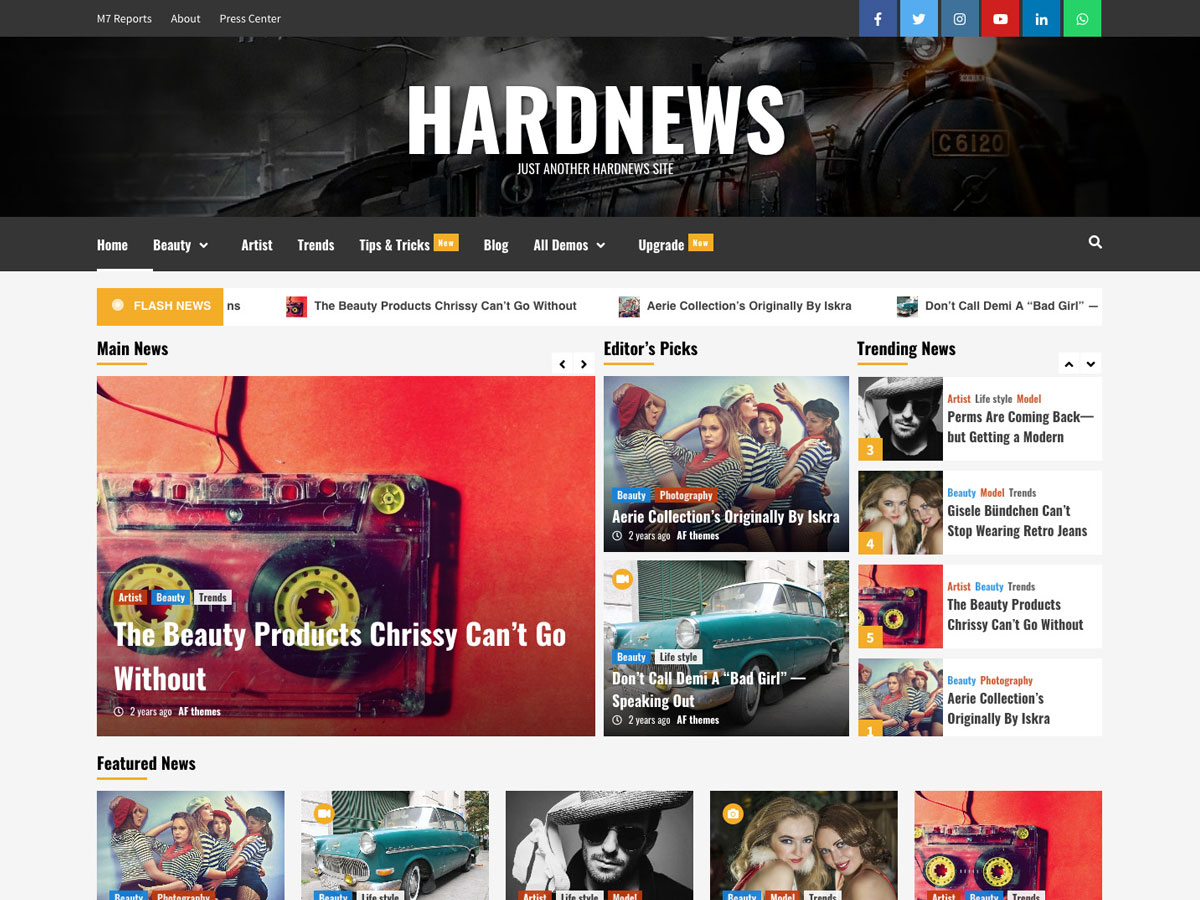 M7 Reports About Press Center
C 6120
HARDNEWS
JUST ANOTHER HARDNEWS SITE
Home Beauty Artist Trends Tips & Tricks New Blog All Demos Upgrade New
FLASH NEWS ns The Beauty Products Chrissy Can’t Go Without Aerie Collection’s Originally By Iskra Don’t Call Demi A “Bad Girl” —
Main News
Artist Beauty Trends
The Beauty Products Chrissy Can’t Go
Without
2 years ago AF themes
Editor’s Picks
Beauty Photography
Aerie Collection’s Originally By Iskra
2 years ago AF themes
Beauty Life style
Don’t Call Demi A “Bad Girl” —
Speaking Out
2 years ago AF themes
Trending News
Artist Life style Model
Perms Are Coming Back—
but Getting a Modern
3
Beauty Model Trends
Gisele Bündchen Can’t
Stop Wearing Retro Jeans
4
Artist Beauty Trends
The Beauty Products
Chrissy Can’t Go Without
5
Beauty Photography
Aerie Collection’s
Originally By Iskra
1
Featured News
Beauty Photography
Beauty Life style
Artist Life style Model
Beauty Model Trends
Artist Beauty Trends